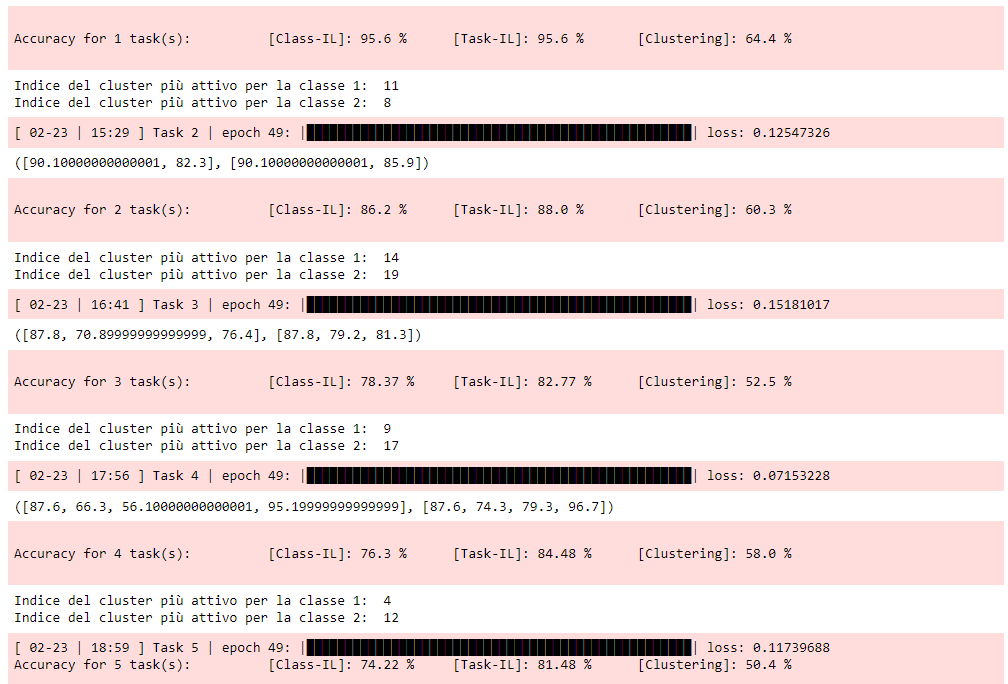 Accuracy for 1 task(s): [Class-IL]: 95.6 % [Task-IL]: 95.6 % [Clustering]: 64.4 %
Indice del cluster più attivo per la classe 1: 11
Indice del cluster più attivo per la classe 2: 8
[ 02-23 | 15:29 ] Task 2 | epoch 49: | | loss: 0.12547326
([90.10000000000001, 82.3], [90.10000000000001, 85.9])
Accuracy for 2 task(s): [Class-IL]: 86.2 % [Task-IL]: 88.0 % [Clustering]: 60.3 %
Indice del cluster più attivo per la classe 1: 14
Indice del cluster più attivo per la classe 2: 19
[ 02-23 | 16:41 ] Task 3 | epoch 49: | | loss: 0.15181017
([87.8, 70.89999999999999, 76.4], [87.8, 79.2, 81.3])
Accuracy for 3 task(s): [Class-IL]: 78.37 % [Task-IL]: 82.77 % [Clustering]: 52.5 %
Indice del cluster più attivo per la classe 1: 9
Indice del cluster più attivo per la classe 2: 17
[ 02-23 | 17:56 ] Task 4 | epoch 49: | | loss: 0.07153228
([87.6, 66.3, 56.10000000000001, 95.19999999999999], [87.6, 74.3, 79.3, 96.7])
Accuracy for 4 task(s): [Class-IL]: 76.3 % [Task-IL]: 84.48 % [Clustering]: 58.0 %
Indice del cluster più attivo per la classe 1: 4
Indice del cluster più attivo per la classe 2: 12
[ 02-23 | 18:59 ] Task 5 | epoch 49: | | loss: 0.11739688
Accuracy for 5 task(s): [Class-IL]: 74.22 % [Task-IL]: 81.48 % [Clustering]: 50.4 %